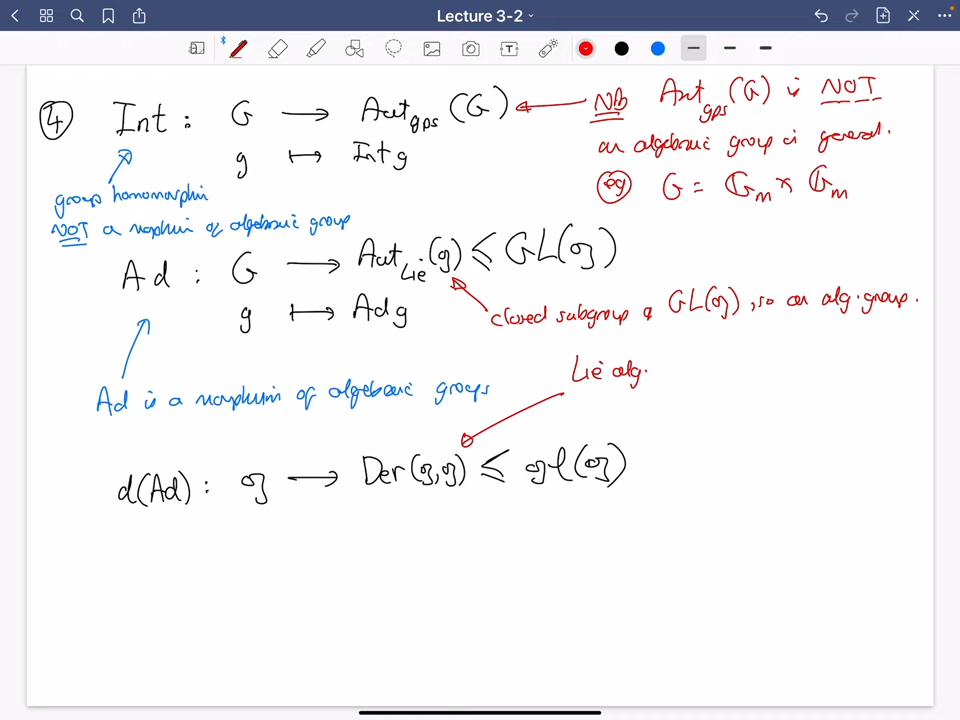 Lecture 3-2
④ Int : G ⟶ Aut_gps (G)
NB Aut_gps (G) is NOT
an algebraic group in general.
g ⟼ Int g
eg G = 𝔾m × 𝔾m
group homomorphism
NOT a morphism of algebraic group
Ad : G ⟶ Aut_Lie (𝔤) ≤ GL(𝔤)
g ⟼ Ad g
closed subgroup of GL(𝔤), so an alg. group.
Ad is a morphism of algebraic groups
Lie alg.
d(Ad) : 𝔤 ⟶ Der(𝔤,𝔤) ≤ 𝔤𝔩(𝔤)